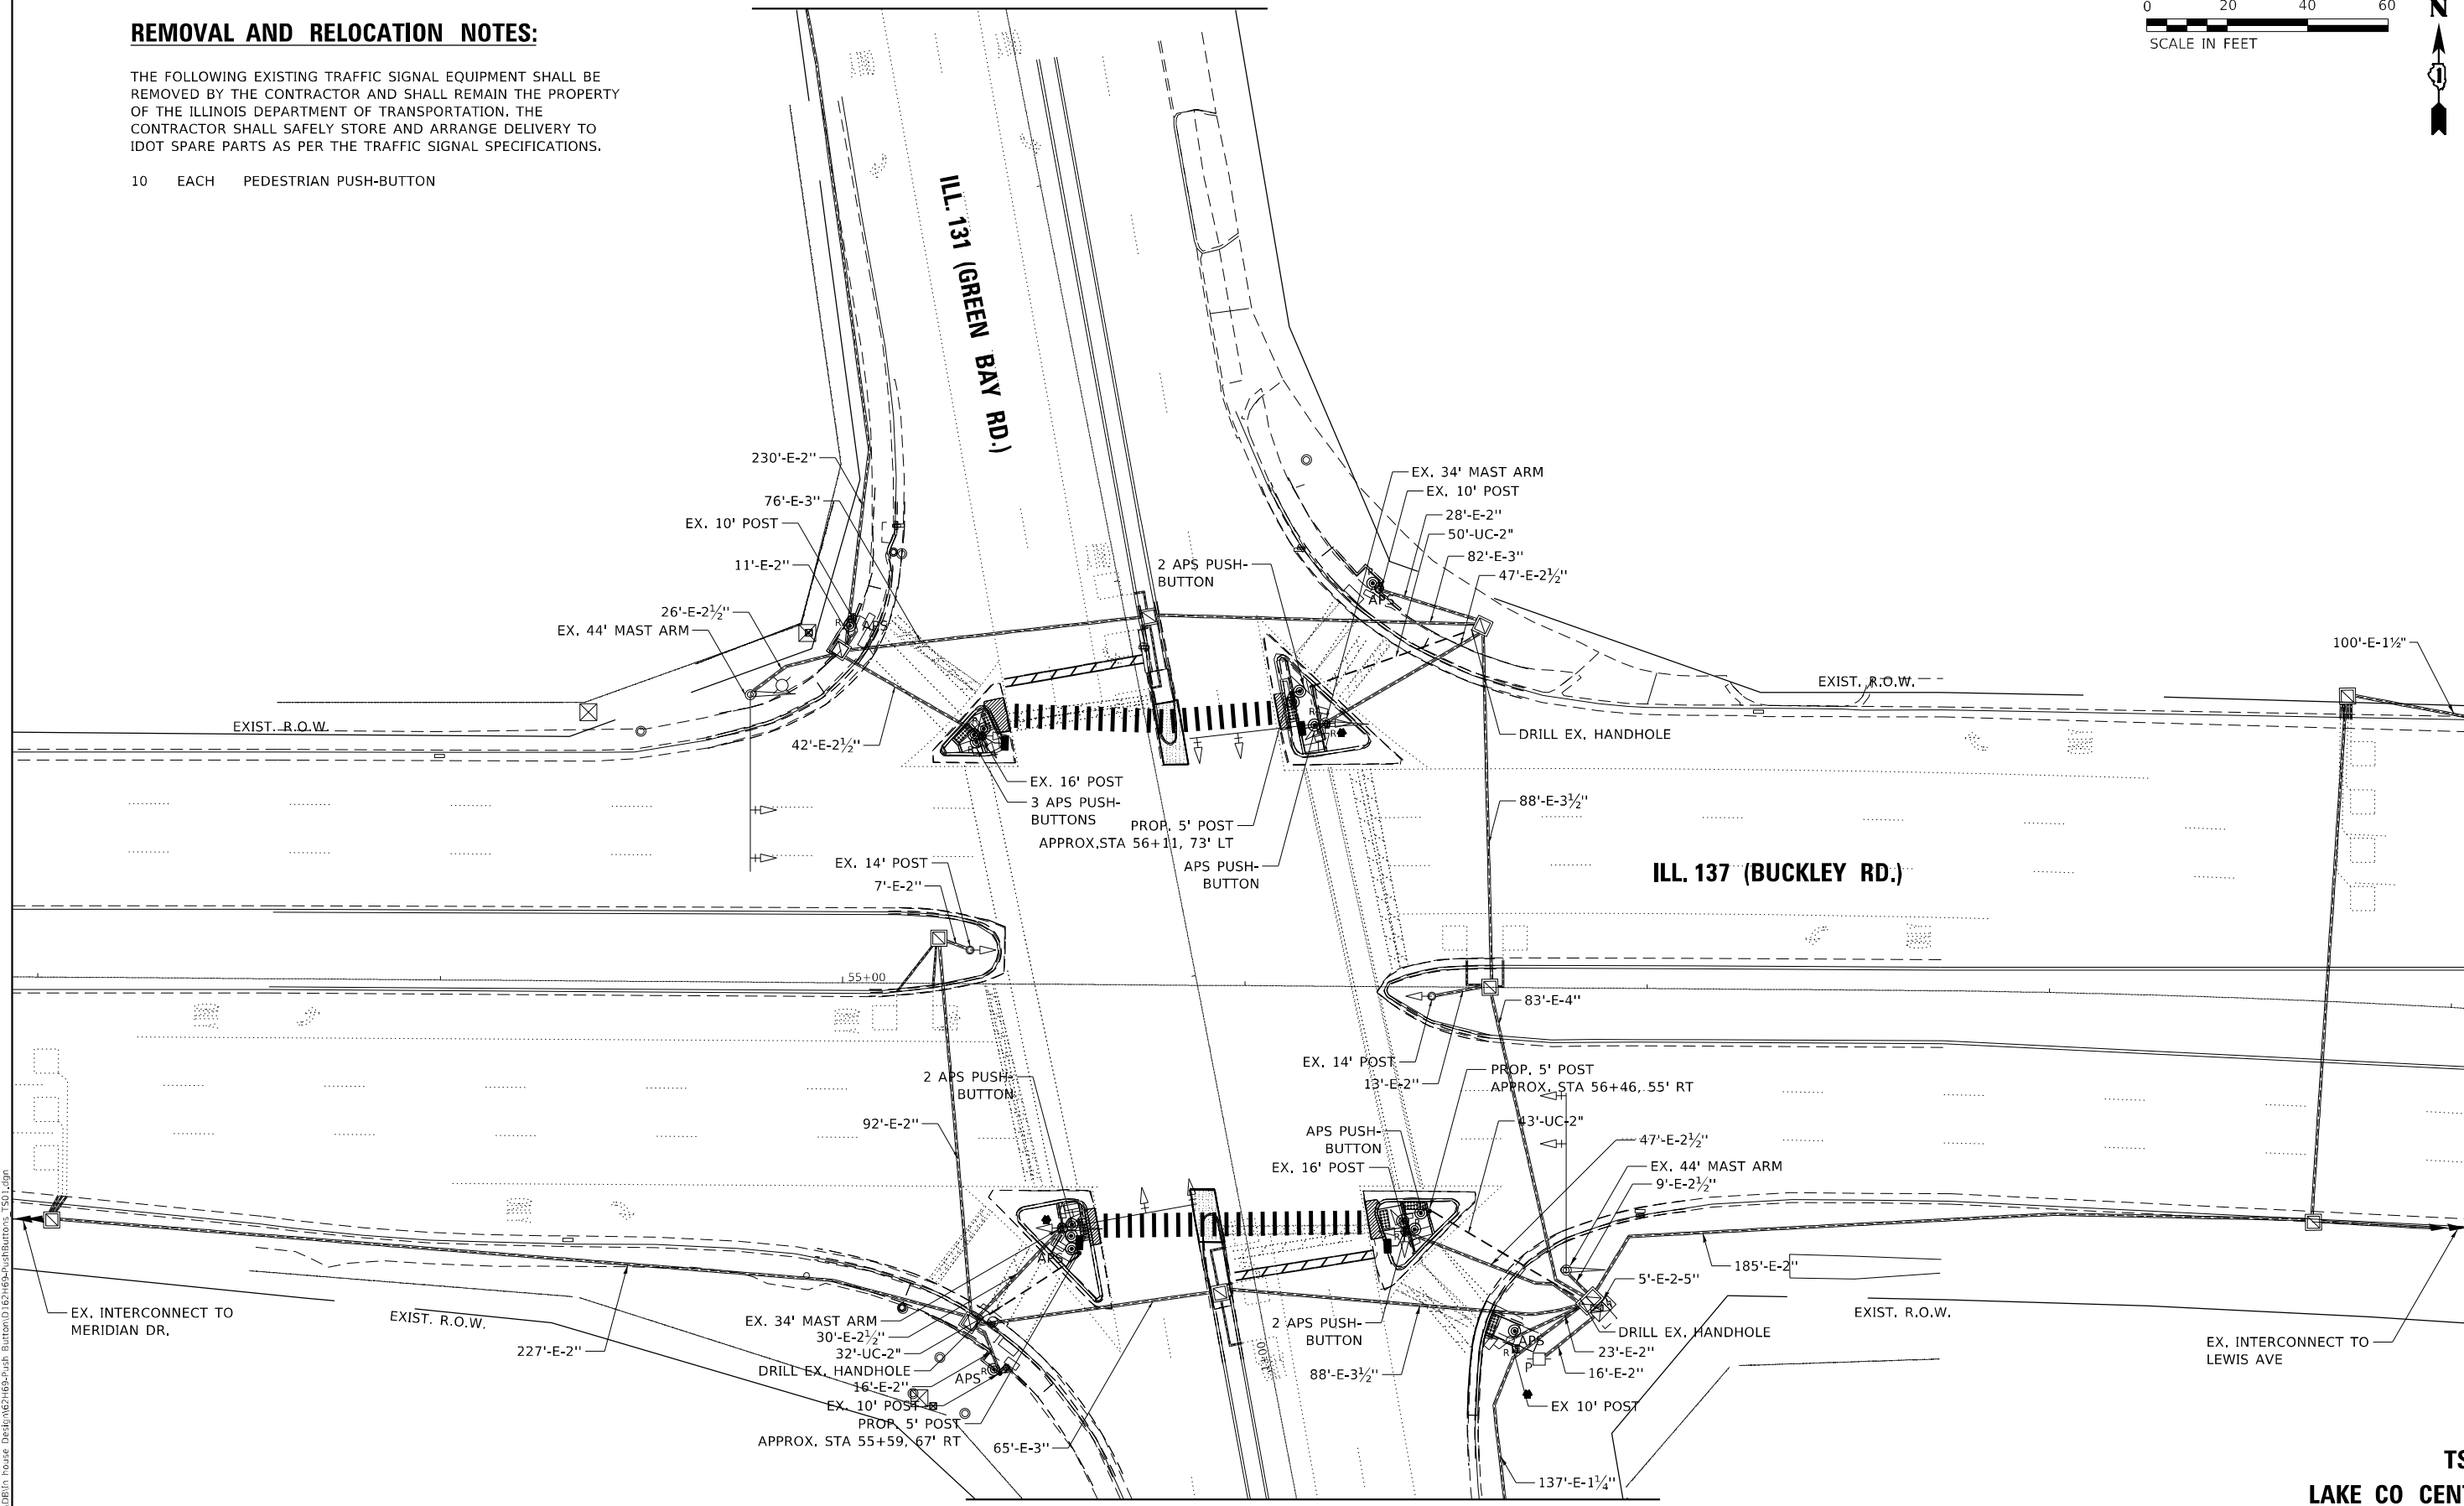 REMOVAL AND RELOCATION NOTES:
THE FOLLOWING EXISTING TRAFFIC SIGNAL EQUIPMENT SHALL BE
REMOVED BY THE CONTRACTOR AND SHALL REMAIN THE PROPERTY
OF THE ILLINOIS DEPARTMENT OF TRANSPORTATION. THE
CONTRACTOR SHALL SAFELY STORE AND ARRANGE DELIVERY TO
IDOT SPARE PARTS AS PER THE TRAFFIC SIGNAL SPECIFICATIONS.
10 EACH PEDESTRIAN PUSH-BUTTON
0 20 40 60
SCALE IN FEET
N
ILL. 131 (GREEN BAY RD.)
230'-E-2"
76'-E-3"
EX. 10' POST
11'-E-2"
26'-E-2½"
EX. 44' MAST ARM
R
APS
EXIST. R.O.W.
42'-E-2½"
EX. 34' MAST ARM
EX. 10' POST
28'-E-2"
50'-UC-2"
82'-E-3"
47'-E-2½"
2 APS PUSH-
BUTTON
APS
R
R
EXIST. R.O.W.
100'-E-1½"
DRILL EX. HANDHOLE
EX. 16' POST
3 APS PUSH-
BUTTONS
PROP. 5' POST
APPROX.STA 56+11, 73' LT
APS PUSH-
BUTTON
88'-E-3½"
ILL. 137 (BUCKLEY RD.)
EX. 14' POST
7'-E-2"
55+00
83'-E-4"
EX. 14' POST
13'-E-2"
PROP. 5' POST
APPROX. STA 56+46, 55' RT
2 APS PUSH-
BUTTON
92'-E-2"
43'-UC-2"
APS PUSH-
BUTTON
EX. 16' POST
47'-E-2½"
EX. 44' MAST ARM
9'-E-2½"
185'-E-2"
5'-E-2-5"
EX. INTERCONNECT TO
MERIDIAN DR.
EXIST. R.O.W.
227'-E-2"
EX. 34' MAST ARM
30'-E-2½"
32'-UC-2"
DRILL EX. HANDHOLE
16'-E-2"
EX. 10' POST
PROP. 5' POST
APPROX. STA 55+59, 67' RT
APS
R
65'-E-3"
2 APS PUSH-
BUTTON
88'-E-3½"
APS
R
P
DRILL EX. HANDHOLE
23'-E-2"
16'-E-2"
EX 10' POST
137'-E-1¼"
EXIST. R.O.W.
EX. INTERCONNECT TO
LEWIS AVE
LAKE CO